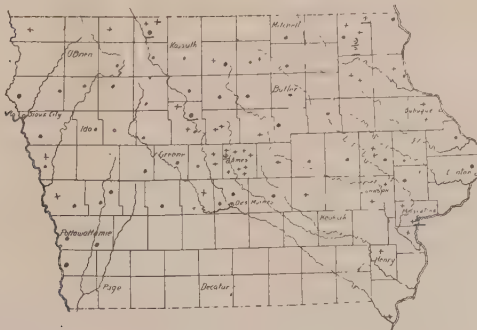 Mitchell
O'Brien
Kossuth
Butler
Dubuque
Sioux City
Ida
Greene
Ames
Clinton
Des Moines
Keokuk
Pottawattamie
Henry
Page
Decatur